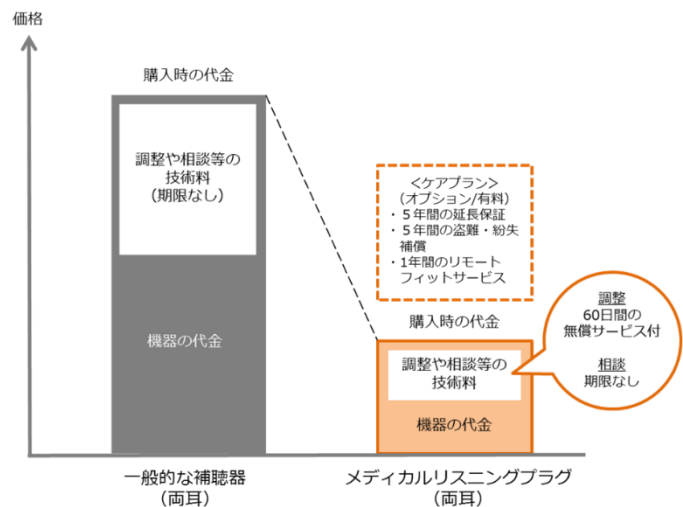 価格
購入時の代金
調整や相談等の
技術料
(期限なし)
機器の代金
一般的な補聴器
(両耳)
<ケアプラン>
(オプション/有料)
・５年間の延長保証
・５年間の盗難・紛失
補償
・1年間のリモート
フィットサービス
購入時の代金
調整や相談等の
技術料
機器の代金
調整
60日間の
無償サービス付
相談
期限なし
メディカルリスニングプラグ
(両耳)